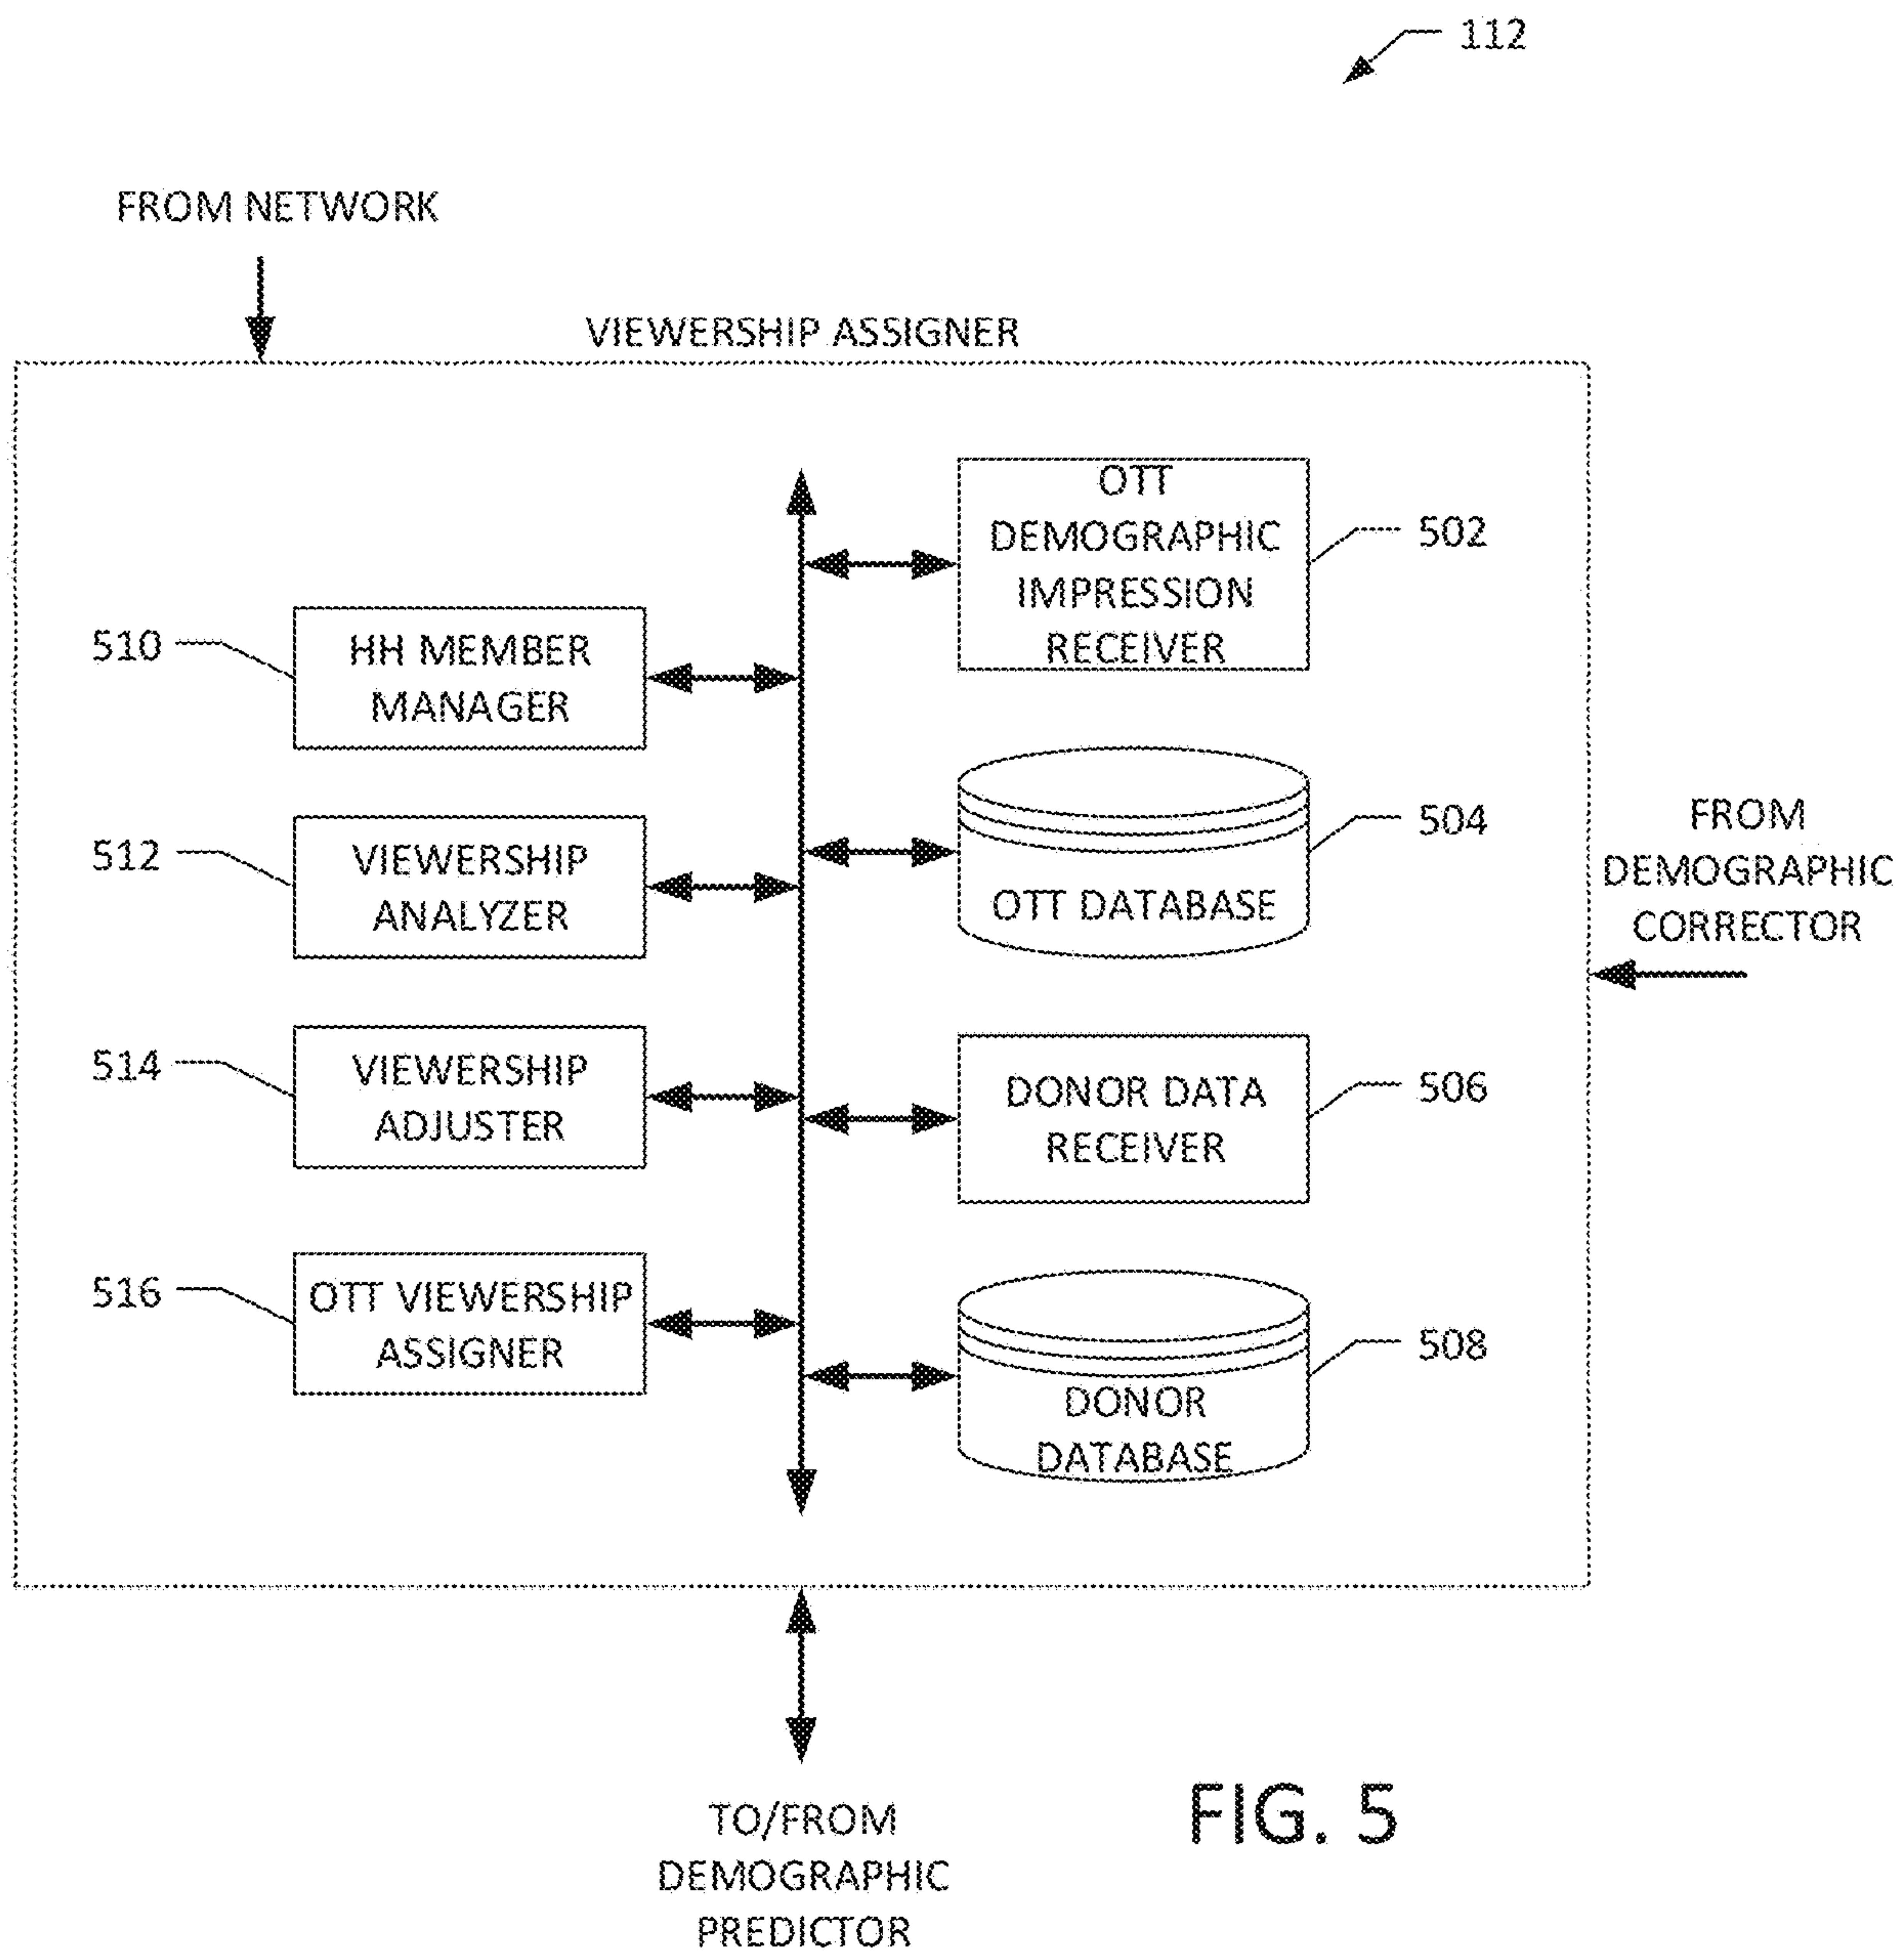 112
FROM NETWORK
VIEWERSHIP ASSIGNER
OTT
DEMOGRAPHIC
IMPRESSION
RECEIVER
502
510
HH MEMBER
MANAGER
504
OTT DATABASE
512
VIEWERSHIP
ANALYZER
FROM
DEMOGRAPHIC
CORRECTOR
514
VIEWERSHIP
ADJUSTER
DONOR DATA
RECEIVER
506
516
OTT VIEWERSHIP
ASSIGNER
508
DONOR
DATABASE
TO/FROM
DEMOGRAPHIC
PREDICTOR
FIG. 5